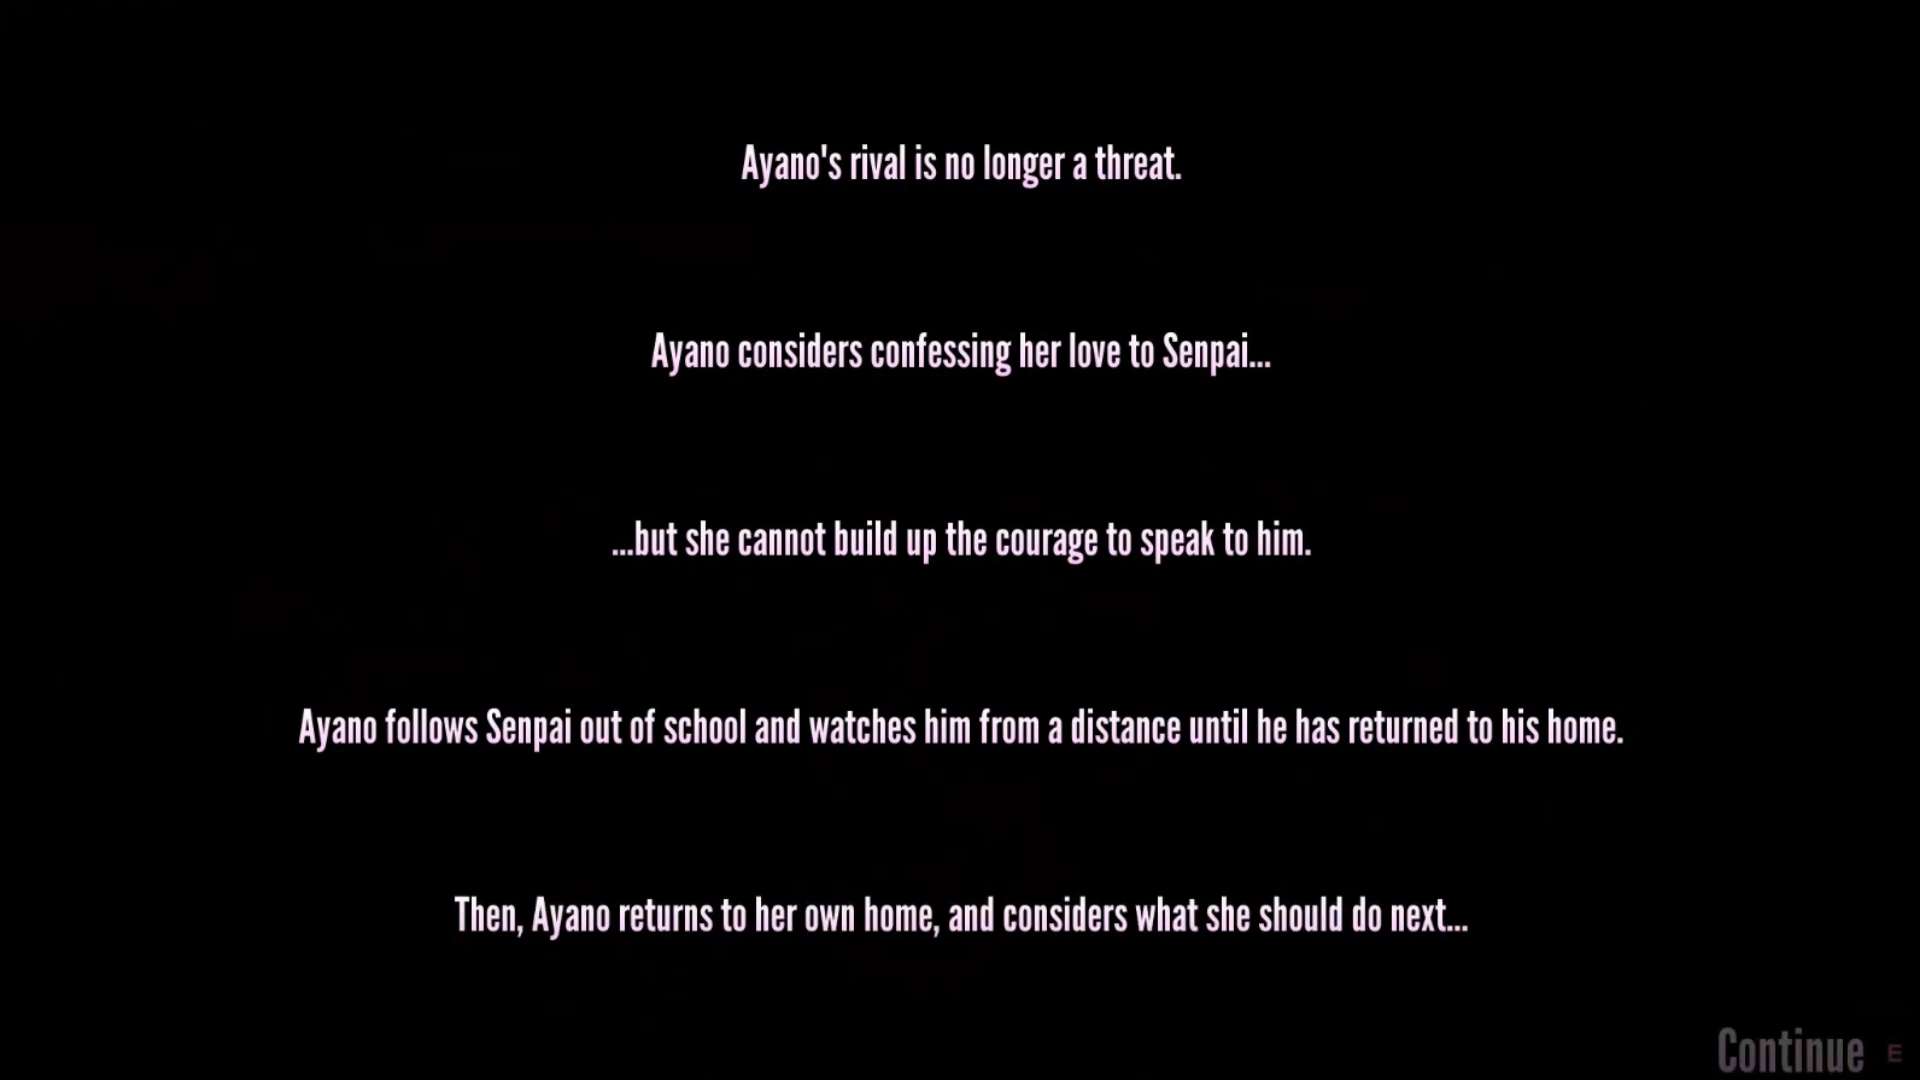 Ayano's rival is no longer a threat.
Ayano considers confessing her love to Senpai...
...but she cannot build up the courage to speak to him.
Ayano follows Senpai out of school and watches him from a distance until he has returned to his home.
Then, Ayano returns to her own home, and considers what she should do next...
Continue E